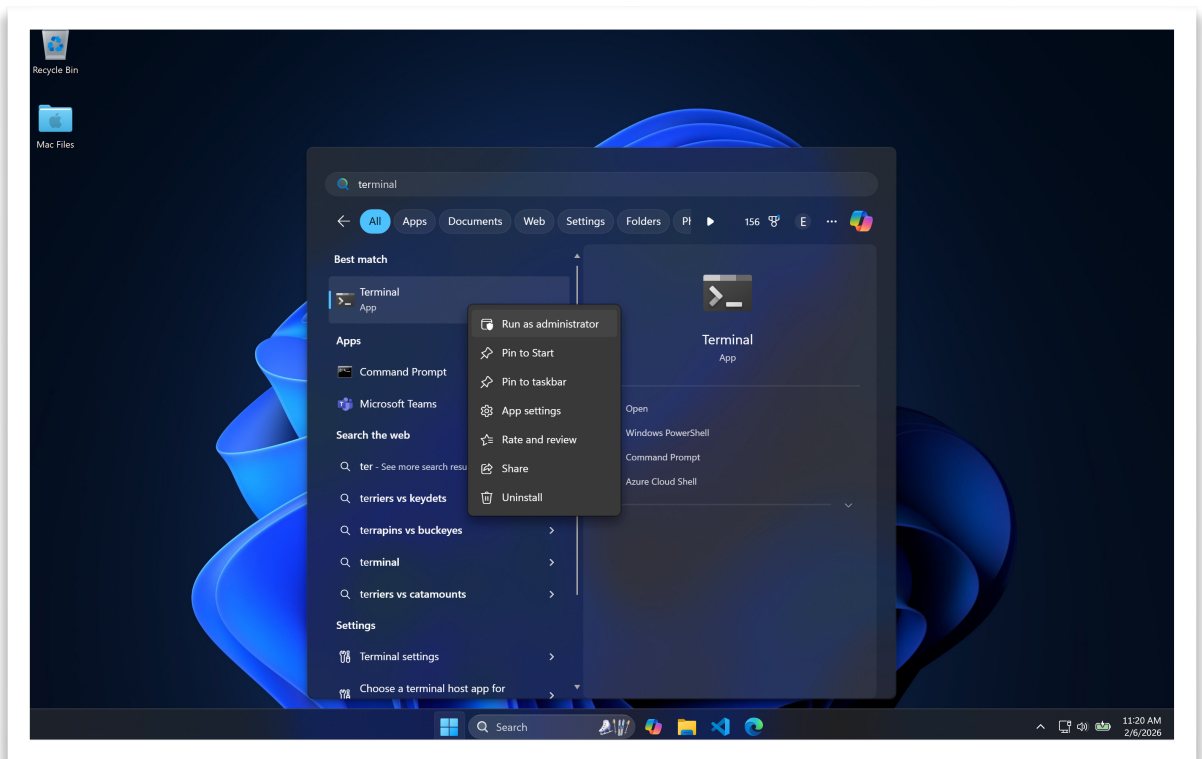 Recycle Bin
Mac Files
terminal
All Apps Documents Web Settings Folders 156 E ...
Best match
Terminal
App
Run as administrator
Pin to Start
Pin to taskbar
App settings
Rate and review
Share
Uninstall
Apps
Command Prompt
Microsoft Teams
Search the web
ter - See more search resu
terriers vs keydets
terrapins vs buckeyes
terminal
terriers vs catamounts
Settings
Terminal settings
Choose a terminal host app for
Terminal
App
Open
Windows PowerShell
Command Prompt
Azure Cloud Shell
Search
11:20 AM
2/6/2026